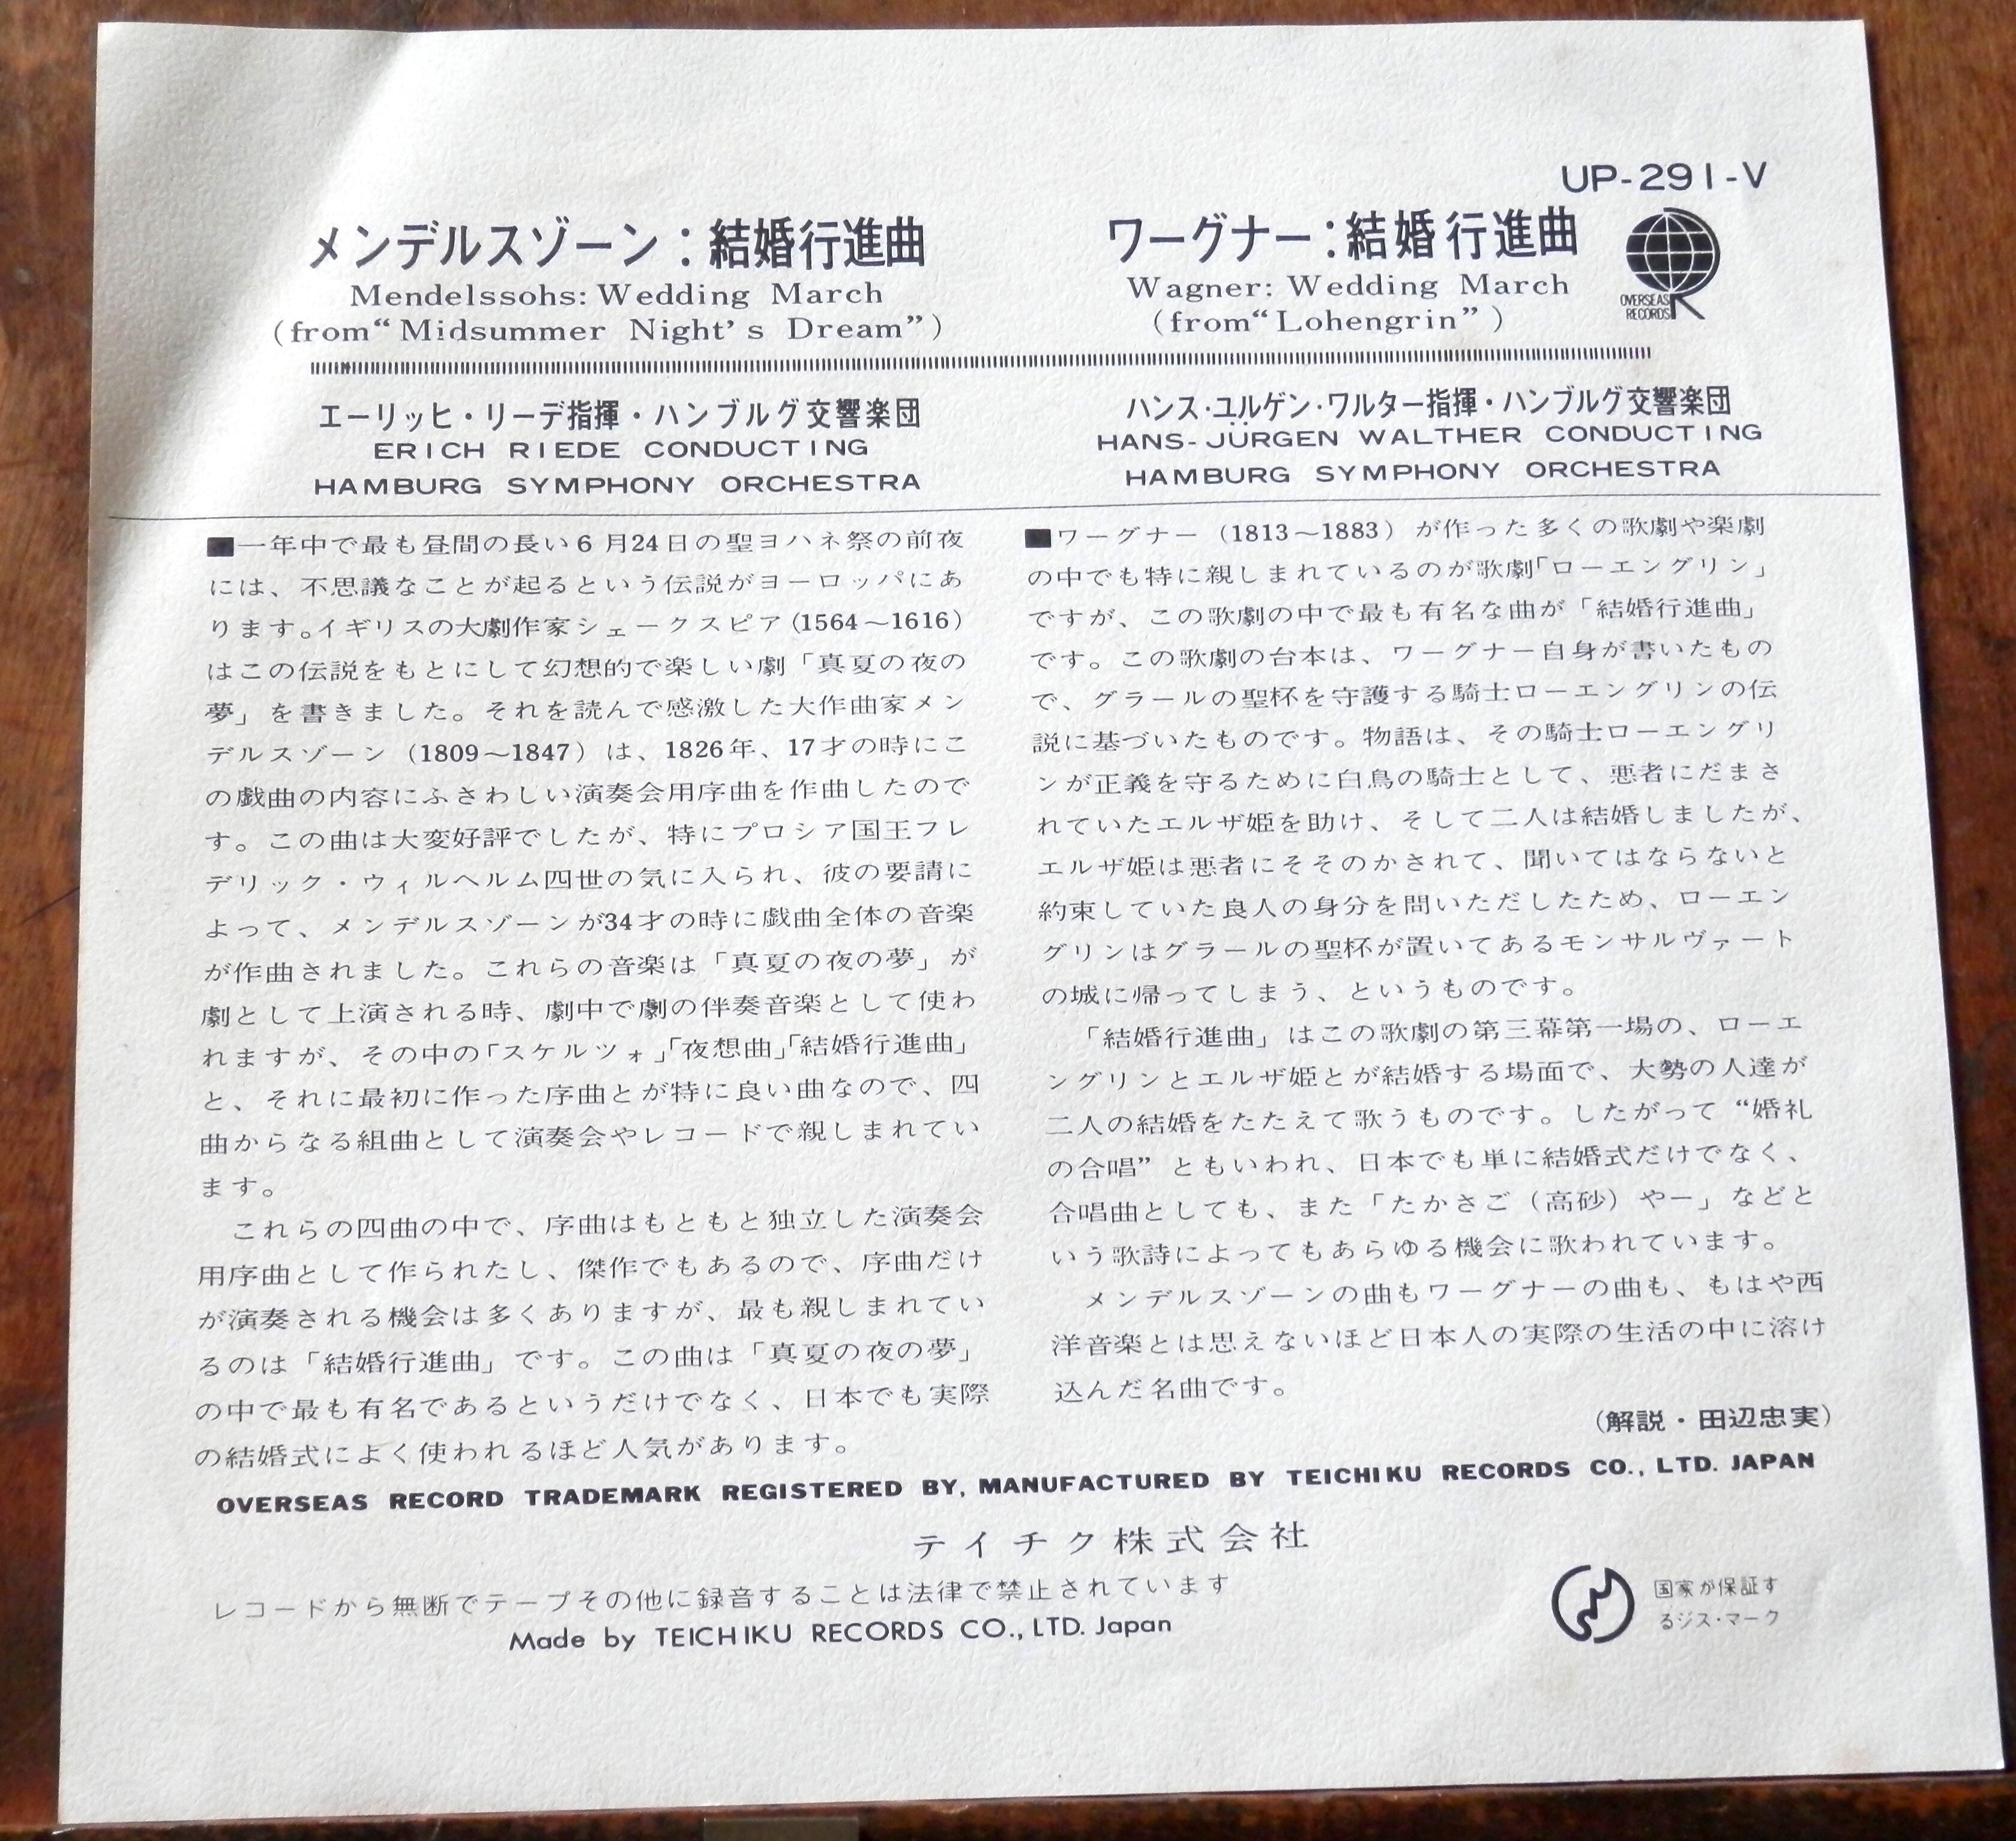 UP-291-V
メンデルスゾーン：結婚行進曲
Mendelssohs: Wedding March
(from“Midsummer Night's Dream”)
ワーグナー：結婚行進曲
Wagner: Wedding March
(from“Lohengrin”)
OVERSEAS
RECORDS
エーリッヒ・リーデ指揮・ハンブルグ交響楽団
ERICH RIEDE CONDUCTING
HAMBURG SYMPHONY ORCHESTRA
ハンス・ユルゲン・ワルター指揮・ハンブルグ交響楽団
HANS-JÜRGEN WALTHER CONDUCTING
HAMBURG SYMPHONY ORCHESTRA
■一年中で最も昼間の長い6月24日の聖ヨハネ祭の前夜
には、不思議なことが起るという伝説がヨーロッパにあ
ります。イギリスの大劇作家シェークスピア(1564～1616)
はこの伝説をもとにして幻想的で楽しい劇「真夏の夜の
夢」を書きました。それを読んで感激した大作曲家メン
デルスゾーン(1809～1847)は、1826年、17才の時にこ
の戯曲の内容にふさわしい演奏会用序曲を作曲したので
す。この曲は大変好評でしたが、特にプロシア国王フレ
デリック・ウィルヘルム四世の気に入られ、彼の要請に
よって、メンデルスゾーンが34才の時に戯曲全体の音楽
が作曲されました。これらの音楽は「真夏の夜の夢」が
劇として上演される時、劇中で劇の伴奏音楽として使わ
れますが、その中の「スケルツォ」「夜想曲」「結婚行進曲」
と、それに最初に作った序曲とが特に良い曲なので、四
曲からなる組曲として演奏会やレコードで親しまれてい
ます。
これらの四曲の中で、序曲はもともと独立した演奏会
用序曲として作られたし、傑作でもあるので、序曲だけ
が演奏される機会は多くありますが、最も親しまれてい
るのは「結婚行進曲」です。この曲は「真夏の夜の夢」
の中で最も有名であるというだけでなく、日本でも実際
の結婚式によく使われるほど人気があります。
■ワーグナー(1813～1883)が作った多くの歌劇や楽劇
の中でも特に親しまれているのが歌劇「ローエングリン」
ですが、この歌劇の中で最も有名な曲が「結婚行進曲」
です。この歌劇の台本は、ワーグナー自身が書いたもの
で、グラールの聖杯を守護する騎士ローエングリンの伝
説に基づいたものです。物語は、その騎士ローエングリ
ンが正義を守るために白鳥の騎士として、悪者にだまさ
れていたエルザ姫を助け、そして二人は結婚しましたが、
エルザ姫は悪者にそそのかされて、聞いてはならないと
約束していた良人の身分を問いただしたため、ローエン
グリンはグラールの聖杯が置いてあるモンサルヴァート
の城に帰ってしまう、というものです。
「結婚行進曲」はこの歌劇の第三幕第一場の、ローエ
ングリンとエルザ姫とが結婚する場面で、大勢の人達が
二人の結婚をたたえて歌うものです。したがって“婚礼
の合唱”ともいわれ、日本でも単に結婚式だけでなく、
合唱曲としても、また「たかさご(高砂)やー」などと
いう歌詩によってもあらゆる機会に歌われています。
メンデルスゾーンの曲もワーグナーの曲も、もはや西
洋音楽とは思えないほど日本人の実際の生活の中に溶け
込んだ名曲です。
(解説・田辺忠実)
OVERSEAS RECORD TRADEMARK REGISTERED BY, MANUFACTURED BY TEICHIKU RECORDS CO., LTD. JAPAN
テイチク株式会社
レコードから無断でテープその他に録音することは法律で禁止されています
Made by TEICHIKU RECORDS CO., LTD. Japan
国家が保証す
るジス・マーク